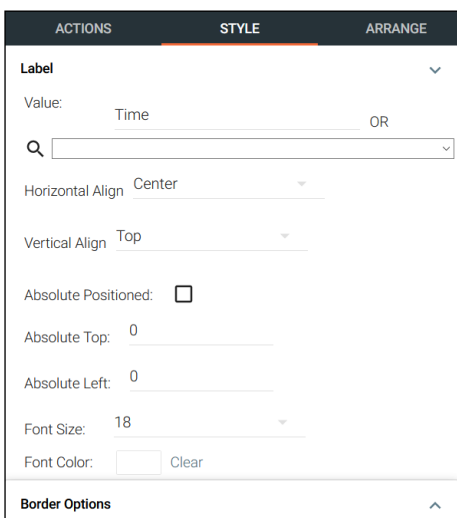 ACTIONS STYLE ARRANGE
Label
Value: Time OR
Horizontal Align Center
Vertical Align Top
Absolute Positioned:
Absolute Top: 0
Absolute Left: 0
Font Size: 18
Font Color: Clear
Border Options